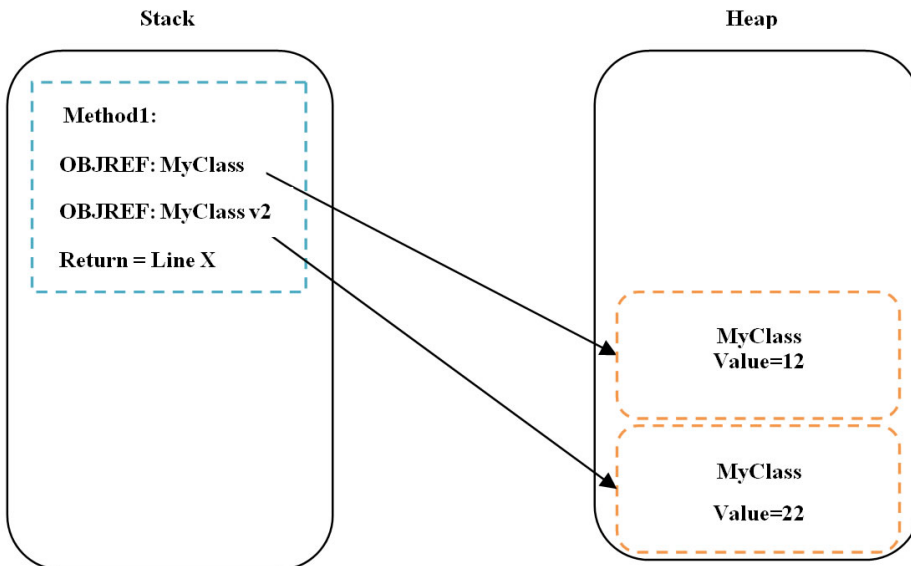 Stack
Heap
Method1:
OBJREF: MyClass
OBJREF: MyClass v2
Return = Line X
MyClass
Value=12
MyClass
Value=22